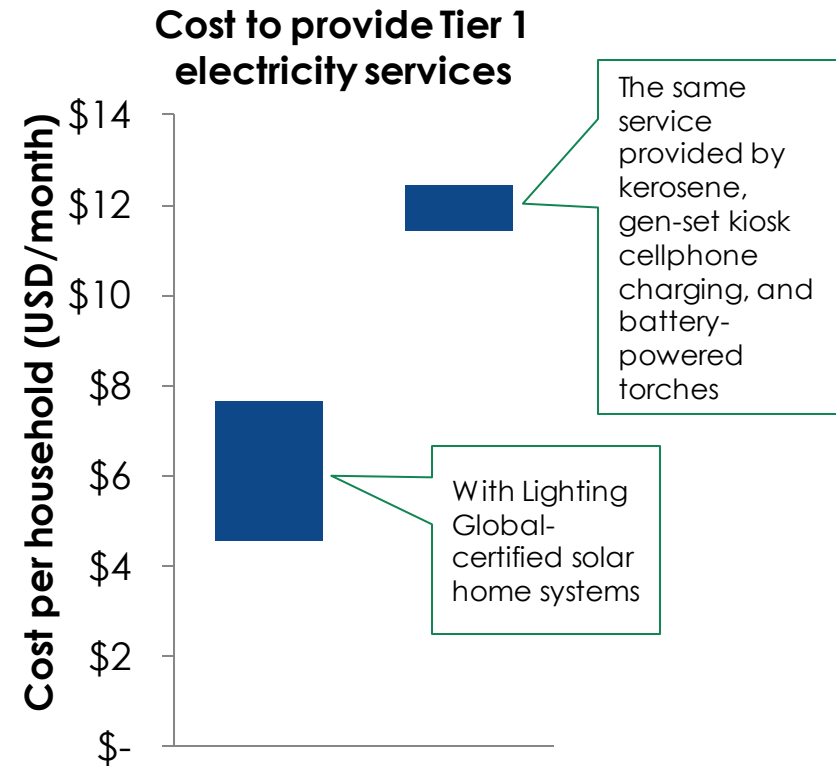 Cost to provide Tier 1
electricity services
Cost per household (USD/month)
$14
$12
$10
$8
$6
$4
$2
$-
The same
service
provided by
kerosene,
gen-set kiosk
cellphone
charging, and
battery-
powered
torches
With Lighting
Global-
certified solar
home systems